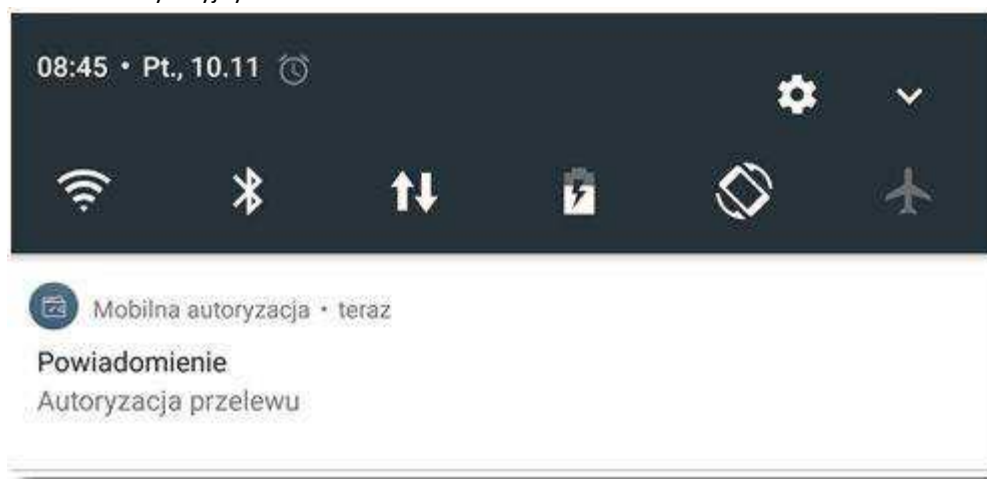 08:45 • Pt., 10.11
Mobilna autoryzacja • teraz
Powiadomienie
Autoryzacja przelewu